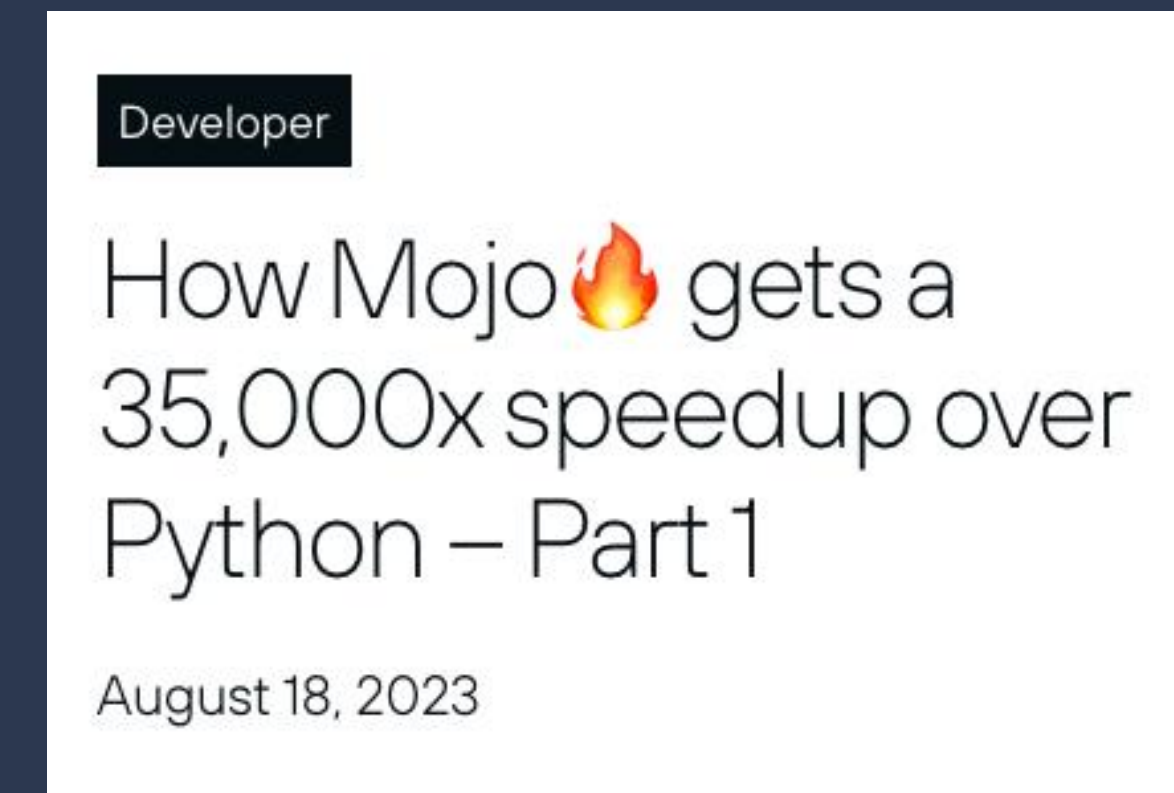 Developer
How Mojo🔥 gets a
35,000x speedup over
Python – Part 1
August 18, 2023